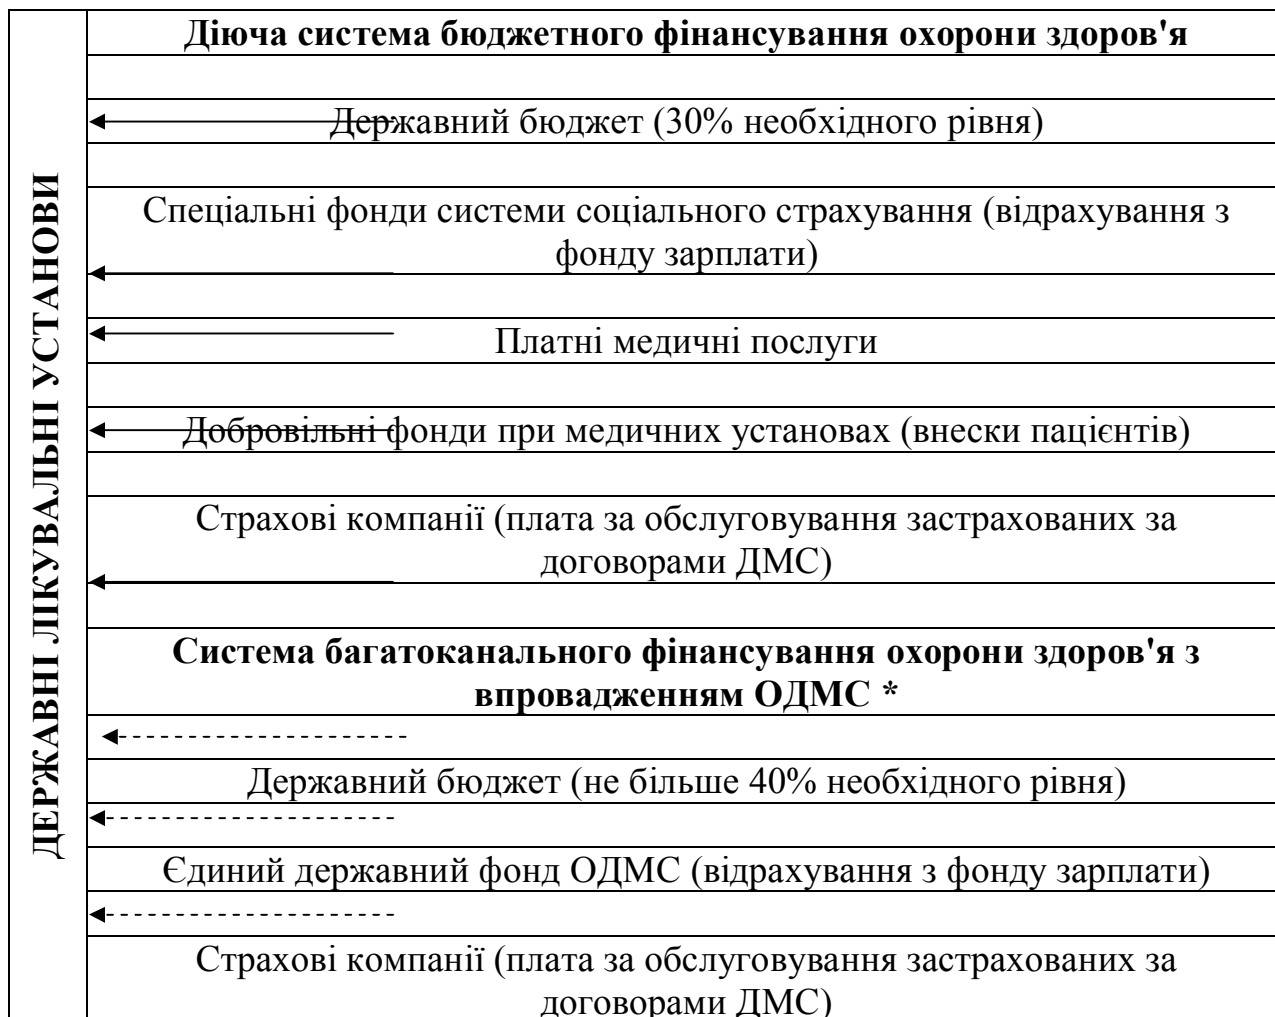 ДЕРЖАВНІ ЛІКУВАЛЬНІ УСТАНОВИ
Діюча система бюджетного фінансування охорони здоров'я
Державний бюджет (30% необхідного рівня)
Спеціальні фонди системи соціального страхування (відрахування з
фонду зарплати)
Платні медичні послуги
Добровільні фонди при медичних установах (внески пацієнтів)
Страхові компанії (плата за обслуговування застрахованих за
договорами ДМС)
Система багатоканального фінансування охорони здоров'я з
впровадженням ОДМС *
Державний бюджет (не більше 40% необхідного рівня)
Єдиний державний фонд ОДМС (відрахування з фонду зарплати)
Страхові компанії (плата за обслуговування застрахованих за
договорами ДМС)